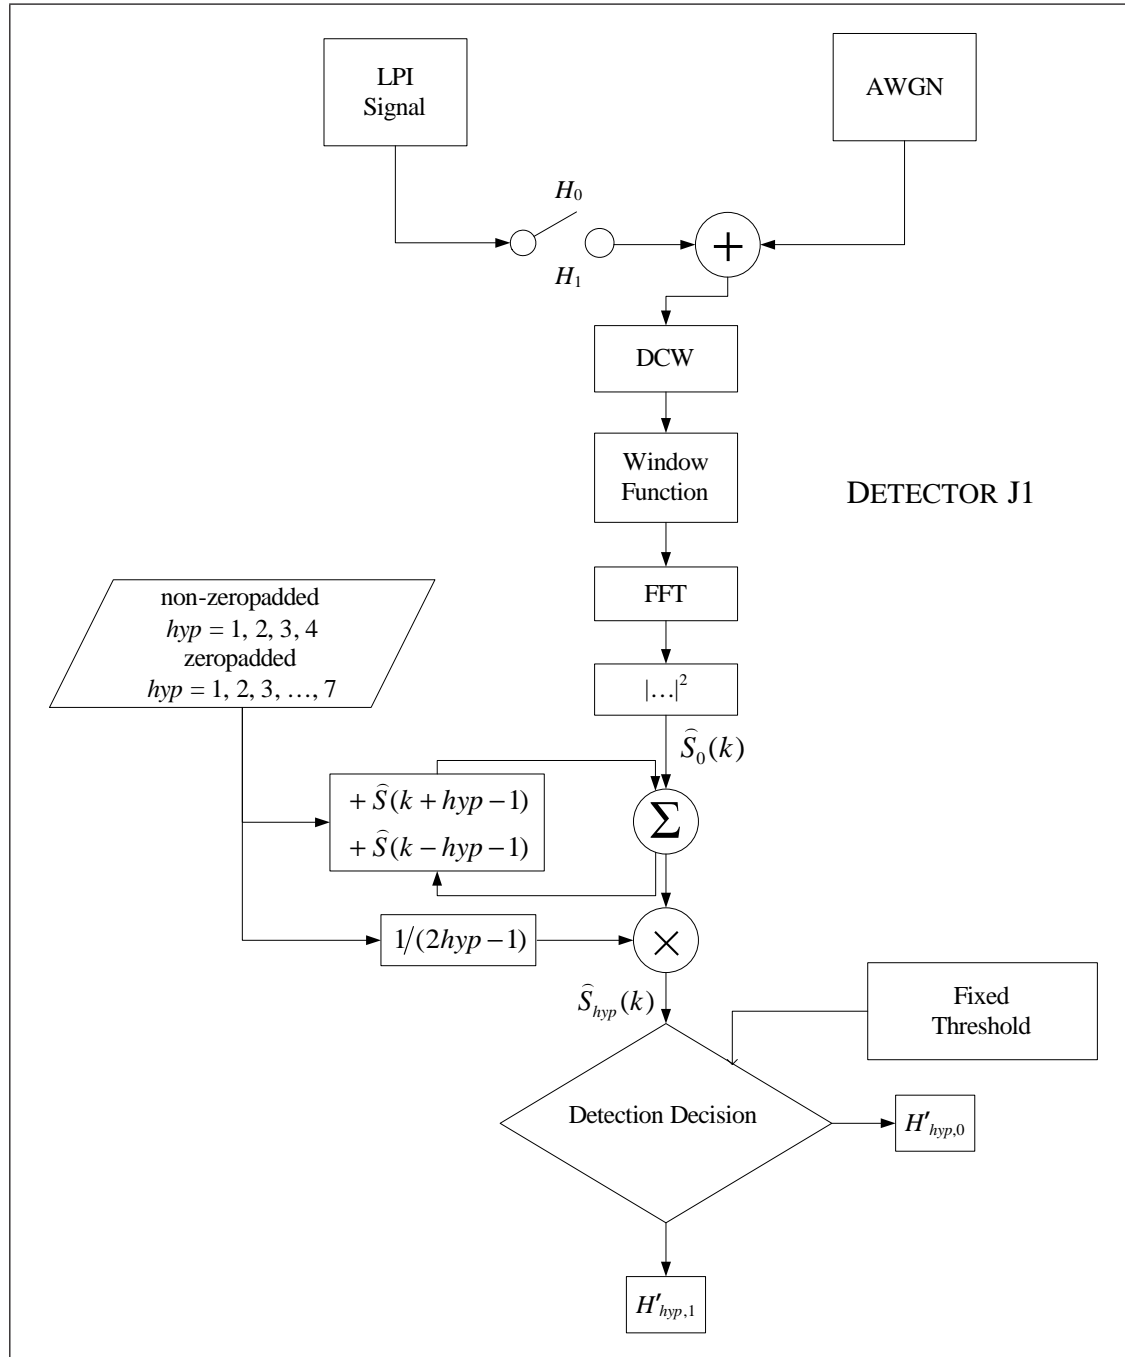 LPI
Signal
AWGN
H₀
+
H₁
DCW
Window
Function
DETECTOR J1
FFT
non-zeropadded
hyp = 1, 2, 3, 4
zeropadded
hyp = 1, 2, 3, …, 7
|…|²
Ŝ₀(k)
+ Ŝ(k + hyp − 1)
+ Ŝ(k − hyp − 1)
Σ
1/(2hyp − 1)
×
Ŝ_hyp(k)
Fixed
Threshold
Detection Decision
H′hyp,0
H′hyp,1